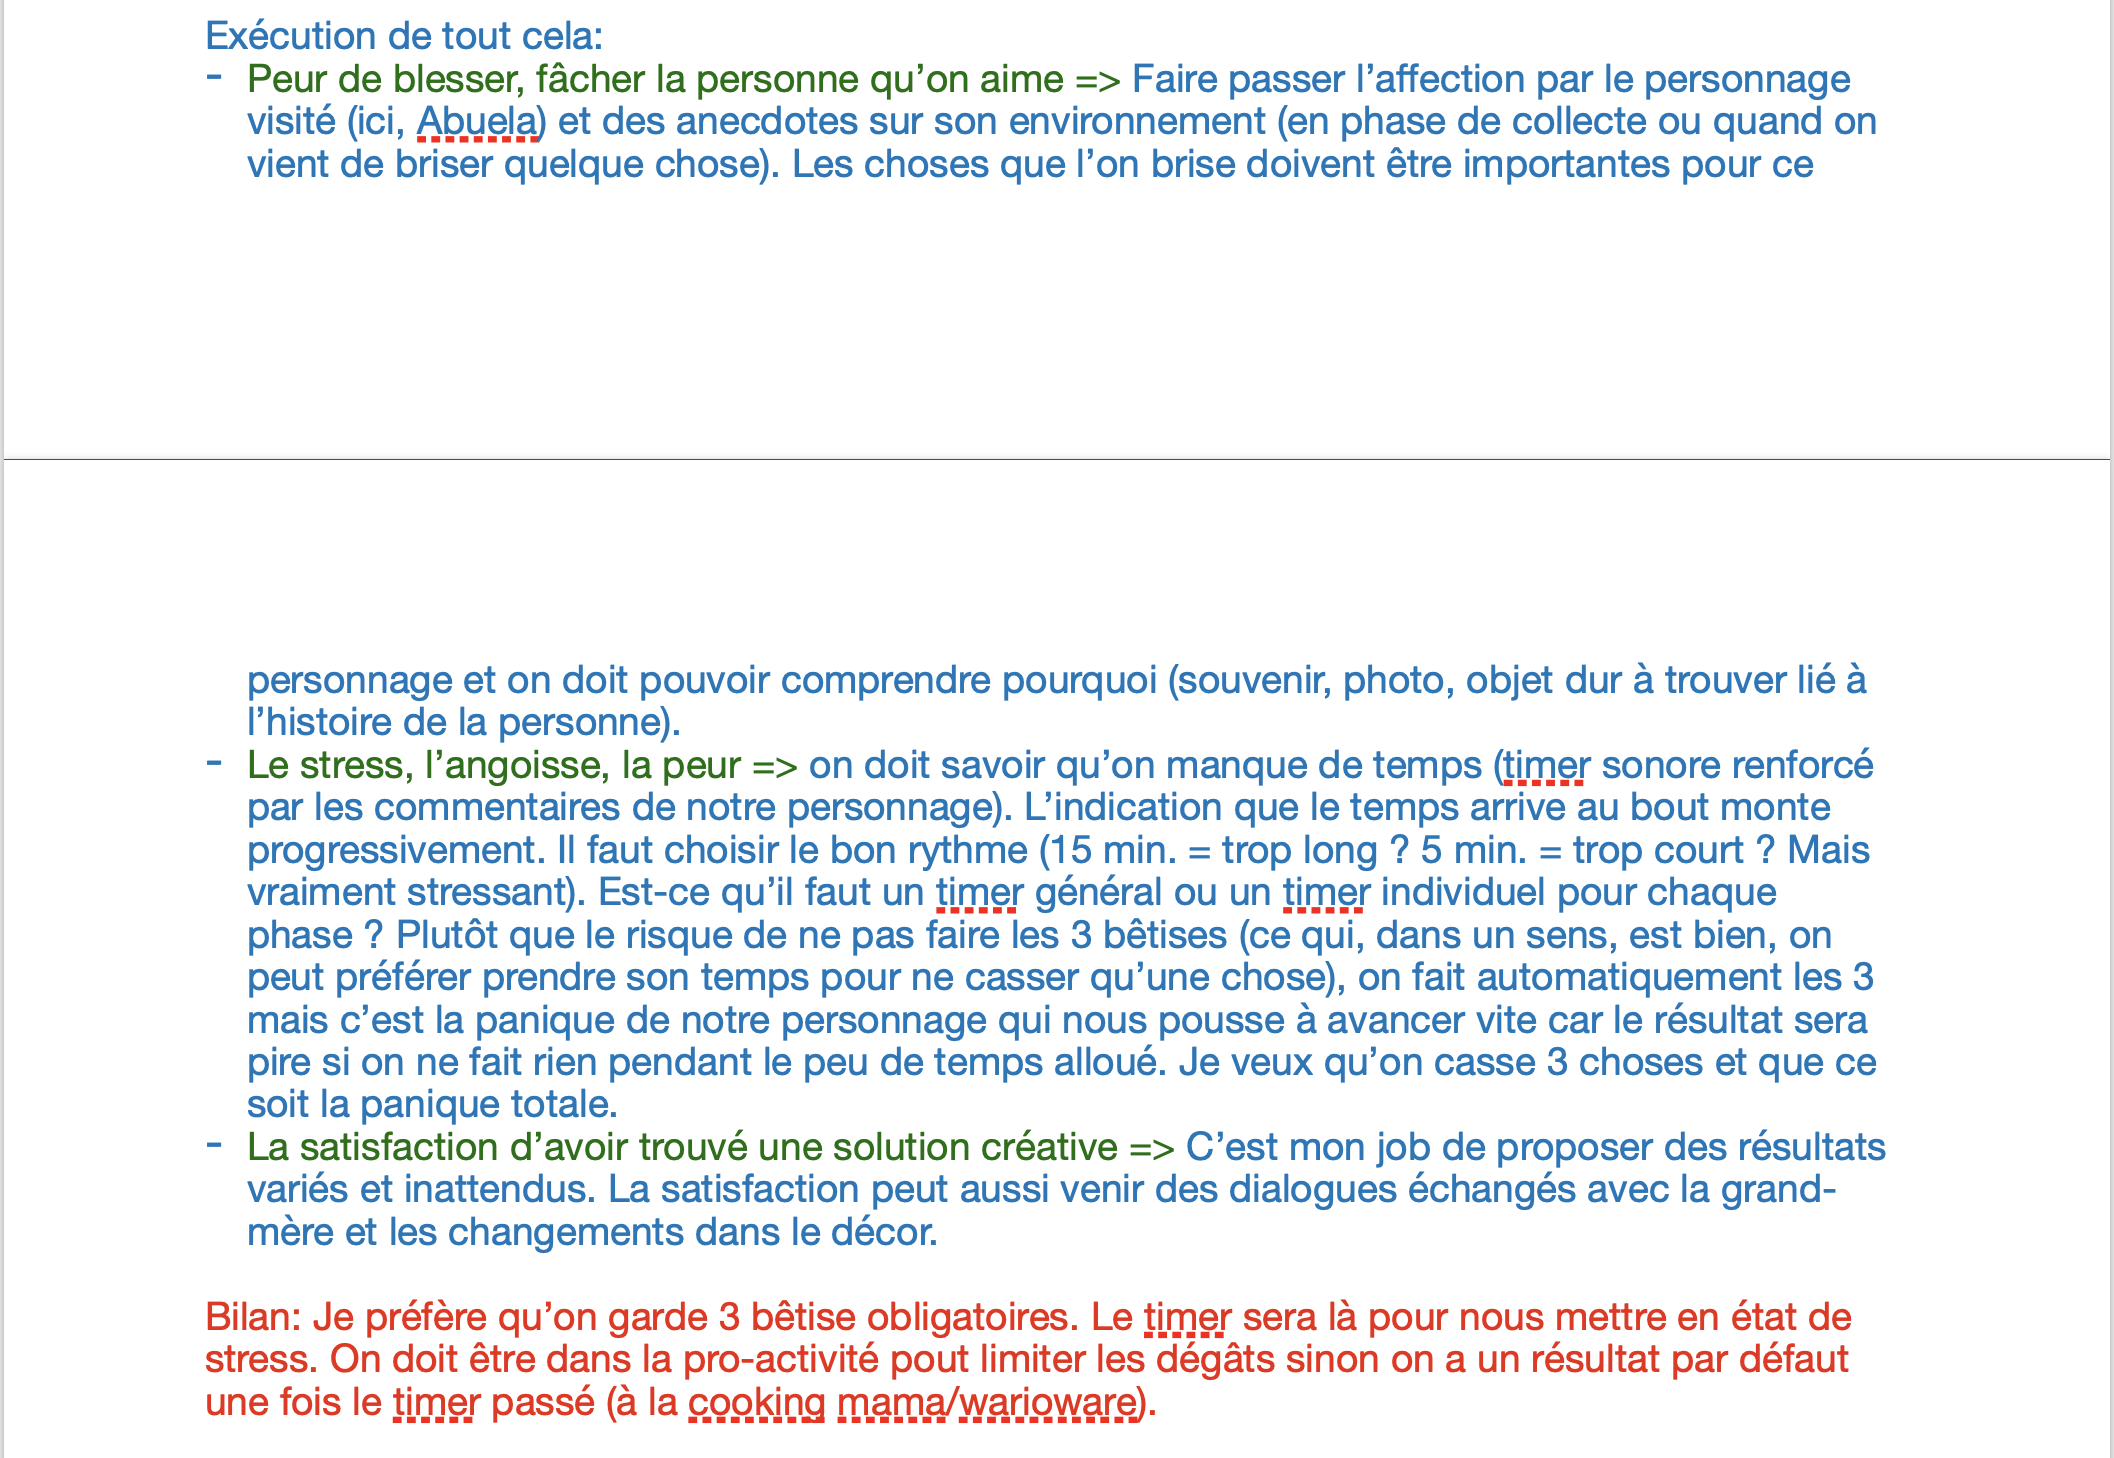 Exécution de tout cela:
- Peur de blesser, fâcher la personne qu’on aime => Faire passer l’affection par le personnage
visité (ici, Abuela) et des anecdotes sur son environnement (en phase de collecte ou quand on
vient de briser quelque chose). Les choses que l’on brise doivent être importantes pour ce
personnage et on doit pouvoir comprendre pourquoi (souvenir, photo, objet dur à trouver lié à
l’histoire de la personne).
- Le stress, l’angoisse, la peur => on doit savoir qu’on manque de temps (timer sonore renforcé
par les commentaires de notre personnage). L’indication que le temps arrive au bout monte
progressivement. Il faut choisir le bon rythme (15 min. = trop long ? 5 min. = trop court ? Mais
vraiment stressant). Est-ce qu’il faut un timer général ou un timer individuel pour chaque
phase ? Plutôt que le risque de ne pas faire les 3 bêtises (ce qui, dans un sens, est bien, on
peut préférer prendre son temps pour ne casser qu’une chose), on fait automatiquement les 3
mais c’est la panique de notre personnage qui nous pousse à avancer vite car le résultat sera
pire si on ne fait rien pendant le peu de temps alloué. Je veux qu’on casse 3 choses et que ce
soit la panique totale.
- La satisfaction d’avoir trouvé une solution créative => C’est mon job de proposer des résultats
variés et inattendus. La satisfaction peut aussi venir des dialogues échangés avec la grand-
mère et les changements dans le décor.
Bilan: Je préfère qu’on garde 3 bêtise obligatoires. Le timer sera là pour nous mettre en état de
stress. On doit être dans la pro-activité pout limiter les dégâts sinon on a un résultat par défaut
une fois le timer passé (à la cooking mama/warioware).